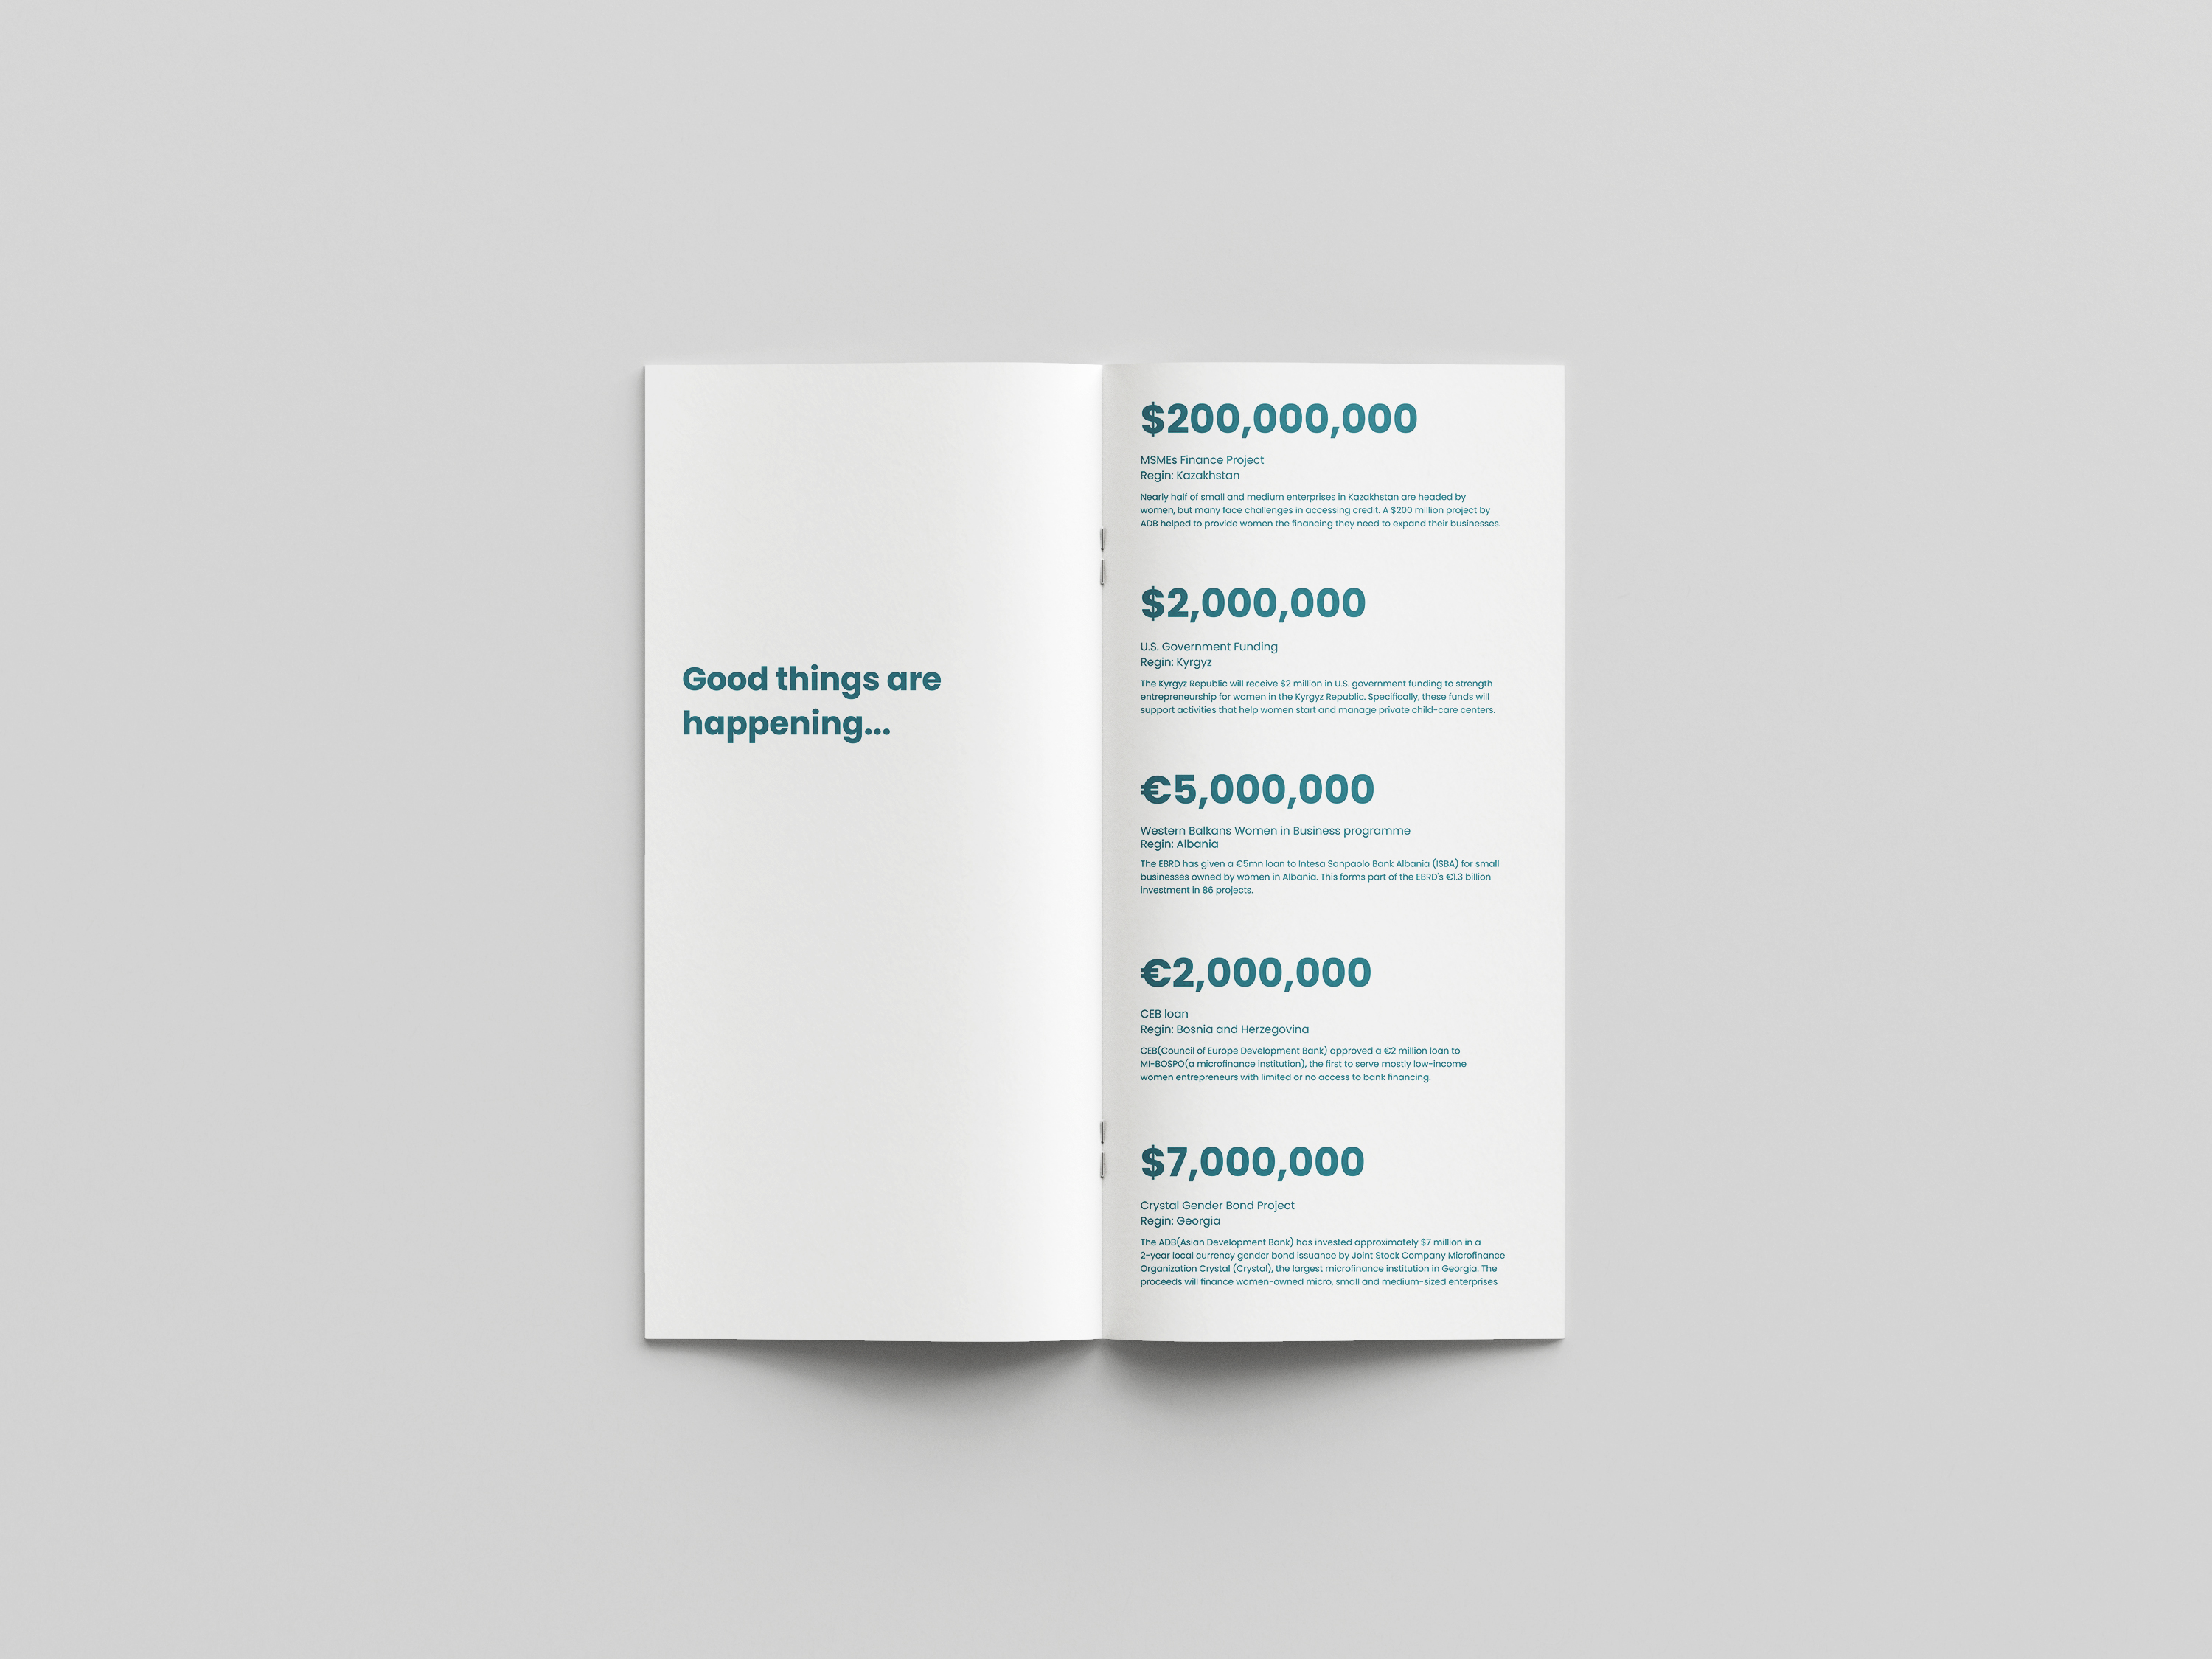 Good things are
happening...
$200,000,000
MSMEs Finance Project
Regin: Kazakhstan
Nearly half of small and medium enterprises in Kazakhstan are headed by
women, but many face challenges in accessing credit. A $200 million project by
ADB helped to provide women the financing they need to expand their businesses.
$2,000,000
U.S. Government Funding
Regin: Kyrgyz
The Kyrgyz Republic will receive $2 million in U.S. government funding to strength
entrepreneurship for women in the Kyrgyz Republic. Specifically, these funds will
support activities that help women start and manage private child-care centers.
€5,000,000
Western Balkans Women in Business programme
Regin: Albania
The EBRD has given a €5mn loan to Intesa Sanpaolo Bank Albania (ISBA) for small
businesses owned by women in Albania. This forms part of the EBRD's €1.3 billion
investment in 86 projects.
€2,000,000
CEB loan
Regin: Bosnia and Herzegovina
CEB(Council of Europe Development Bank) approved a €2 million loan to
MI-BOSPO(a microfinance institution), the first to serve mostly low-income
women entrepreneurs with limited or no access to bank financing.
$7,000,000
Crystal Gender Bond Project
Regin: Georgia
The ADB(Asian Development Bank) has invested approximately $7 million in a
2-year local currency gender bond issuance by Joint Stock Company Microfinance
Organization Crystal (Crystal), the largest microfinance institution in Georgia. The
proceeds will finance women-owned micro, small and medium-sized enterprises